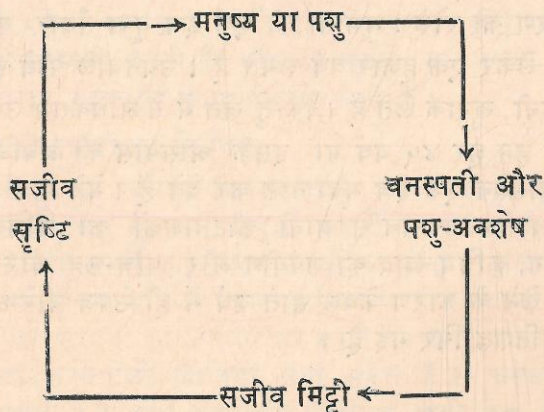 मनुष्य या पशु
सजीव
सृष्टि
वनस्पती और
पशु-अवशेष
सजीव मिट्टी